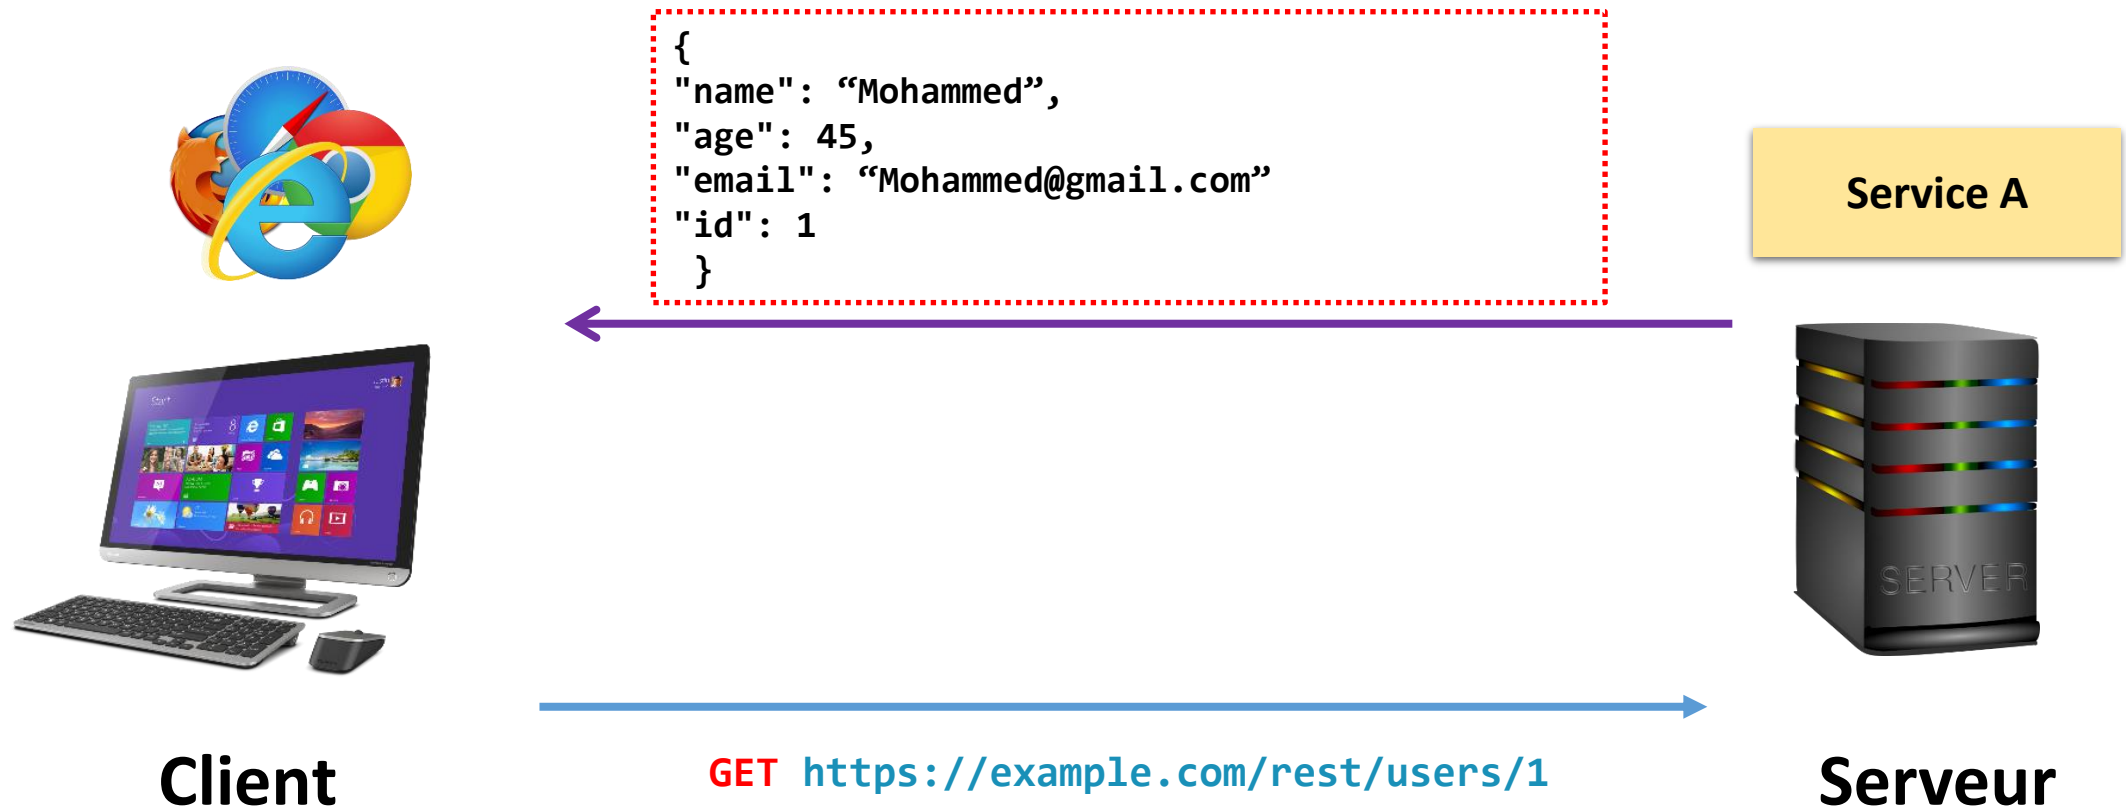 {
"name": “Mohammed”,
"age": 45,
"email": “Mohammed@gmail.com”
"id": 1
}
Service A
Start
SERVER
GET https://example.com/rest/users/1
Client
Serveur